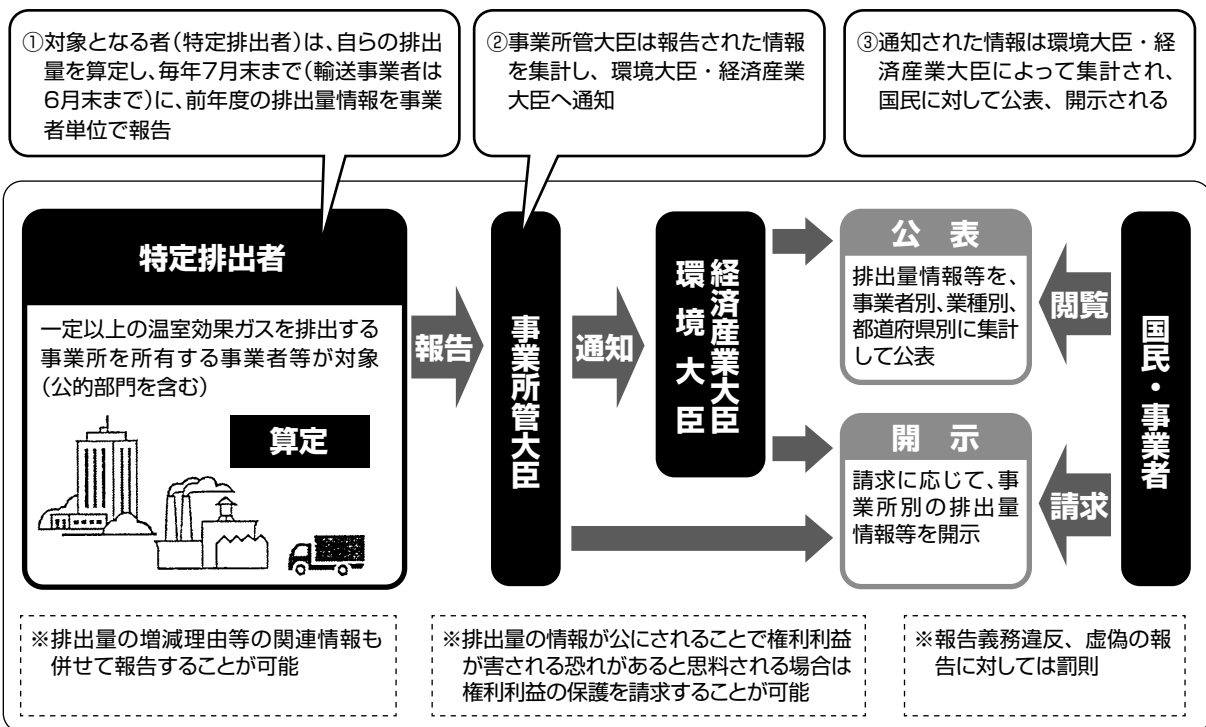 ①対象となる者(特定排出者)は、自らの排出
量を算定し、毎年7月末まで(輸送事業者は
6月末まで)に、前年度の排出量情報を事業
者単位で報告
②事業所管大臣は報告された情報
を集計し、環境大臣・経済産業
大臣へ通知
③通知された情報は環境大臣・経
済産業大臣によって集計され、
国民に対して公表、開示される
特定排出者
一定以上の温室効果ガスを排出する
事業所を所有する事業者等が対象
(公的部門を含む)
算定
報告
事業所管大臣
通知
経済産業大臣
環境大臣
公表
排出量情報等を、
事業者別、業種別、
都道府県別に集計
して公表
閲覧
開示
請求に応じて、事
業所別の排出量
情報等を開示
請求
国民・事業者
※排出量の増減理由等の関連情報も
併せて報告することが可能
※排出量の情報が公にされることで権利利益
が害される恐れがあると思料される場合は
権利利益の保護を請求することが可能
※報告義務違反、虚偽の報
告に対しては罰則